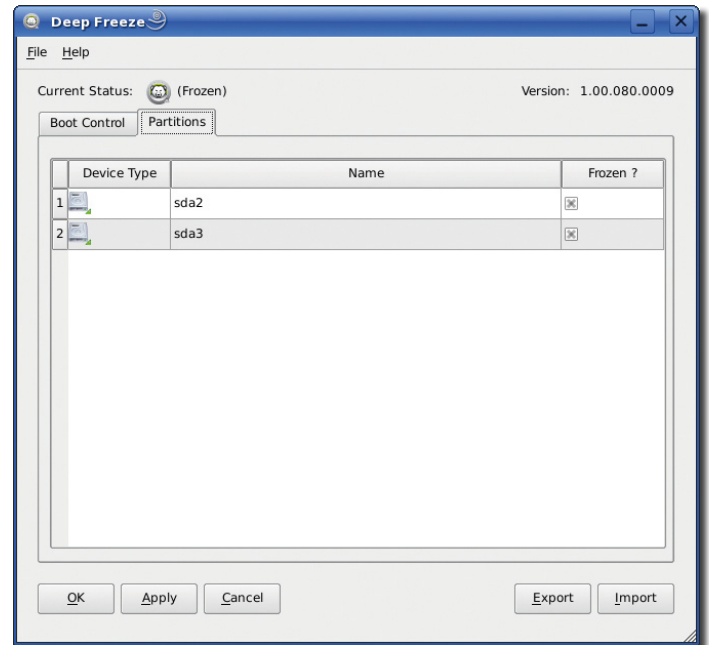 Deep Freeze
File Help
Current Status: (Frozen) Version: 1.00.080.0009
Boot Control Partitions
Device Type Name Frozen ?
1 sda2
2 sda3
OK Apply Cancel Export Import